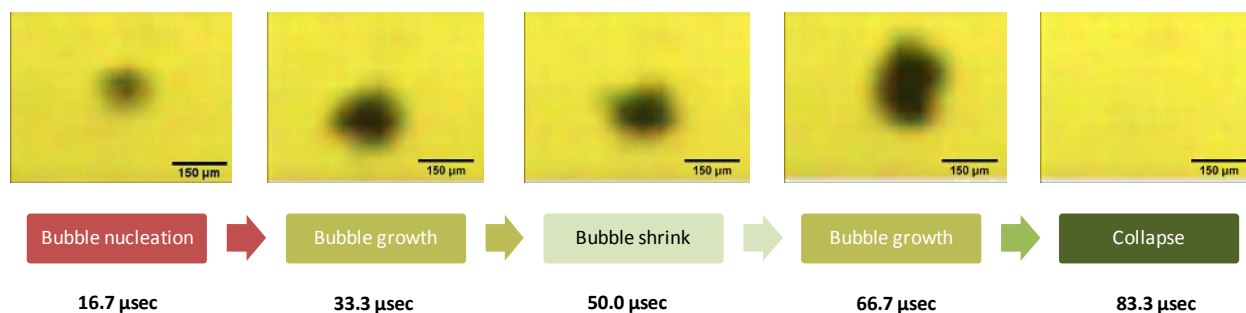 150 μm
150 μm
150 μm
150 μm
150 μm
Bubble nucleation
Bubble growth
Bubble shrink
Bubble growth
Collapse
16.7 μsec
33.3 μsec
50.0 μsec
66.7 μsec
83.3 μsec